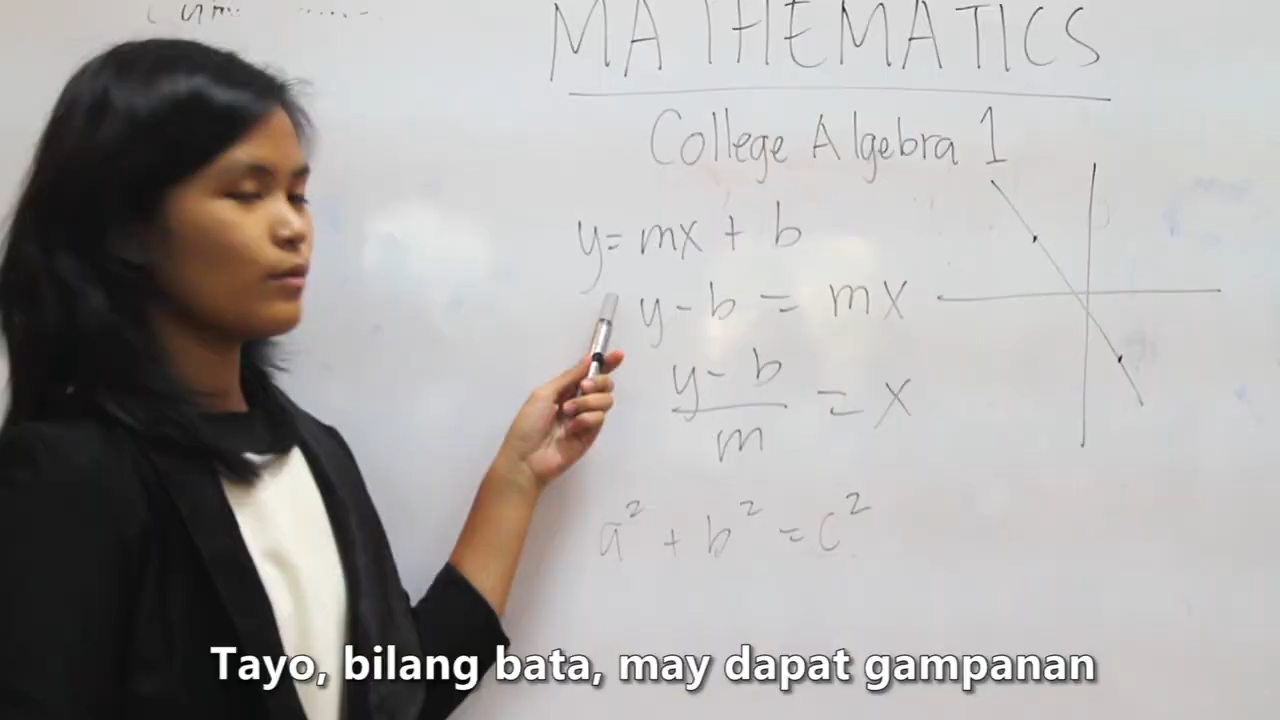 MATHEMATICS
College Algebra 1
y = mx + b
y - b = mx
y - b
m
= x
a² + b² = c²
Tayo, bilang bata, may dapat gampanan